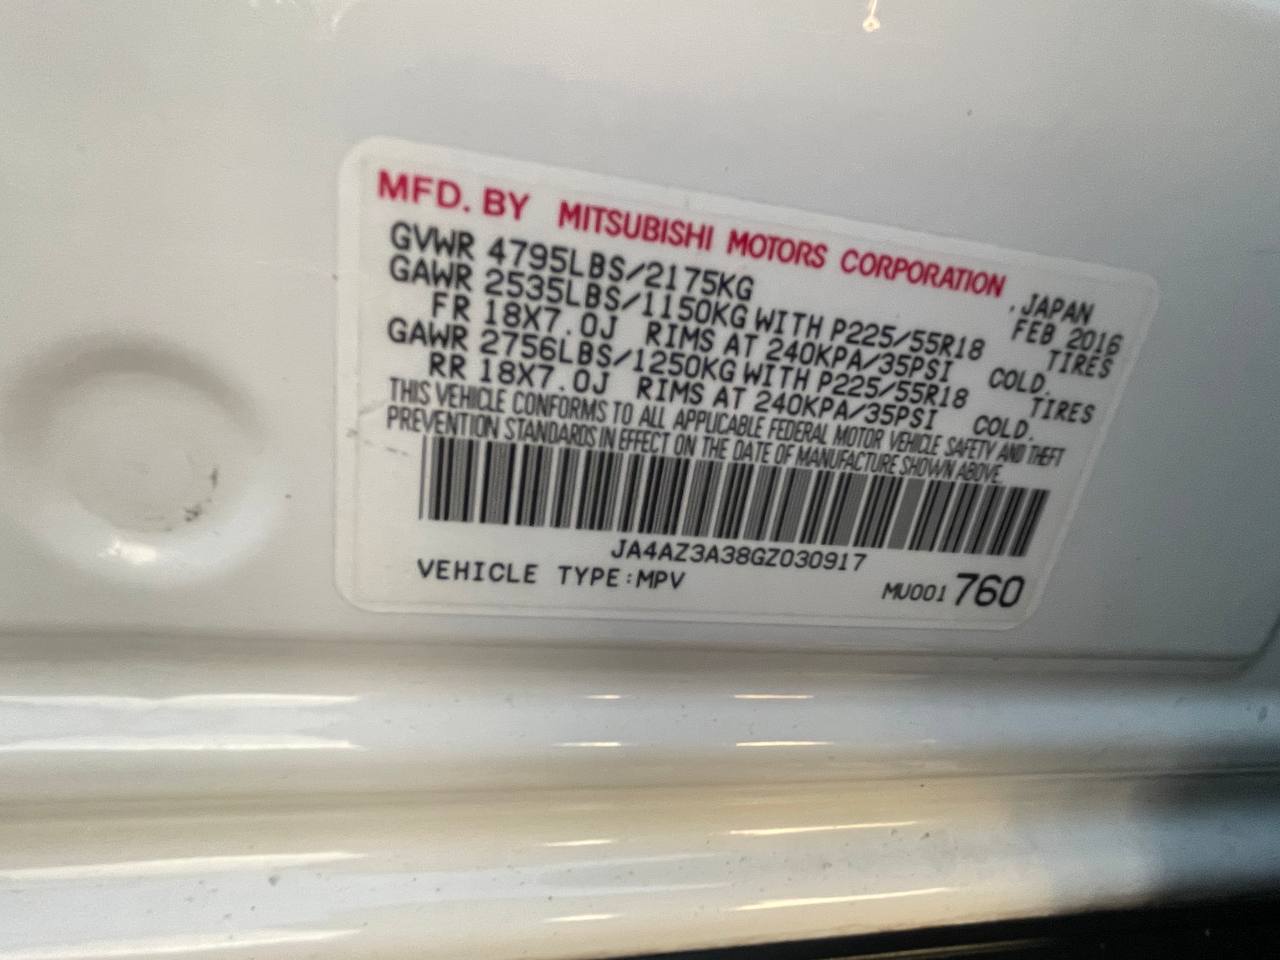 MFD. BY MITSUBISHI MOTORS CORPORATION
.JAPAN
GVWR 4795LBS/2175KG FEB 2016
GAWR 2535LBS/1150KG WITH P225/55R18 TIRES
FR 18X7.0J RIMS AT 240KPA/35PSI COLD.
GAWR 2756LBS/1250KG WITH P225/55R18 TIRES
RR 18X7.0J RIMS AT 240KPA/35PSI COLD.
THIS VEHICLE CONFORMS TO ALL APPLICABLE FEDERAL MOTOR VEHICLE SAFETY AND THEFT
PREVENTION STANDARDS IN EFFECT ON THE DATE OF MANUFACTURE SHOWN ABOVE.
JA4AZ3A38GZ030917
VEHICLE TYPE:MPV MU001 760